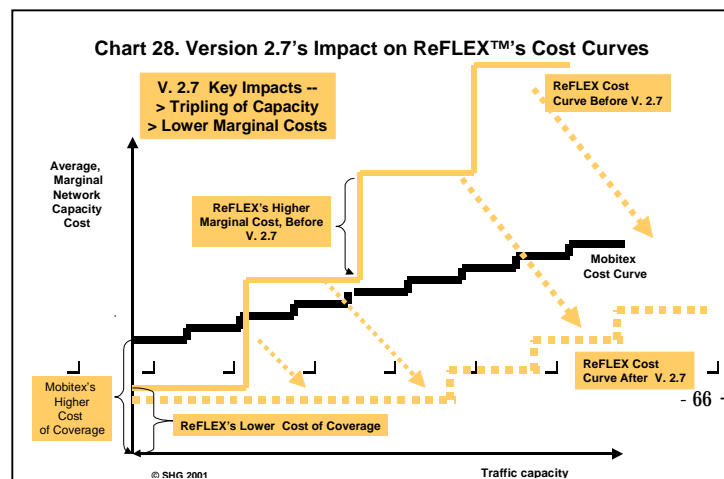 Chart 28. Version 2.7's Impact on ReFLEX™'s Cost Curves
V. 2.7 Key Impacts --
> Tripling of Capacity
> Lower Marginal Costs
ReFLEX Cost
Curve Before V. 2.7
Average,
Marginal
Network
Capacity
Cost
ReFLEX's Higher
Marginal Cost, Before
V. 2.7
Mobitex
Cost Curve
ReFLEX Cost
Curve After V. 2.7
Mobitex's
Higher
Cost
of Coverage
ReFLEX's Lower Cost of Coverage
- 66 -
© SHG 2001
Traffic capacity